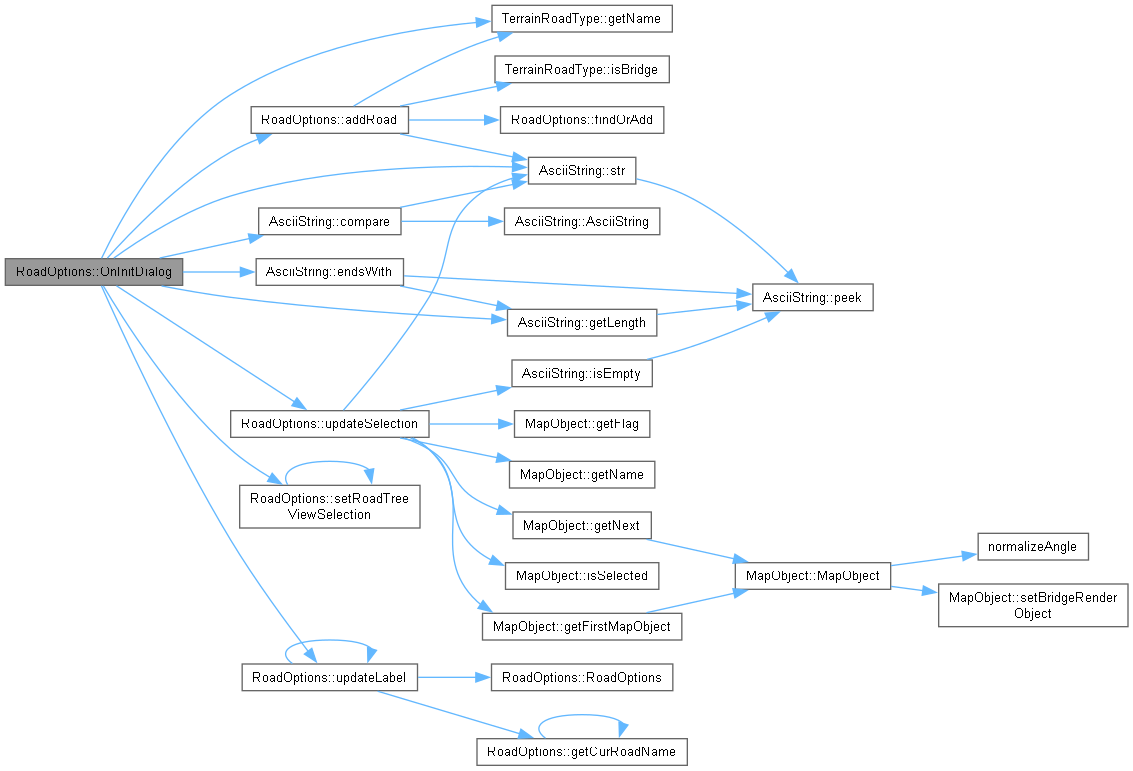 TerrainRoadType::getName
TerrainRoadType::isBridge
RoadOptions::addRoad
RoadOptions::findOrAdd
AsciiString::str
AsciiString::compare
AsciiString::AsciiString
RoadOptions::OnInitDialog
AsciiString::endsWith
AsciiString::peek
AsciiString::getLength
AsciiString::isEmpty
RoadOptions::updateSelection
MapObject::getFlag
MapObject::getName
RoadOptions::setRoadTree
ViewSelection
MapObject::getNext
normalizeAngle
MapObject::isSelected
MapObject::MapObject
MapObject::setBridgeRender
Object
MapObject::getFirstMapObject
RoadOptions::updateLabel
RoadOptions::RoadOptions
RoadOptions::getCurRoadName